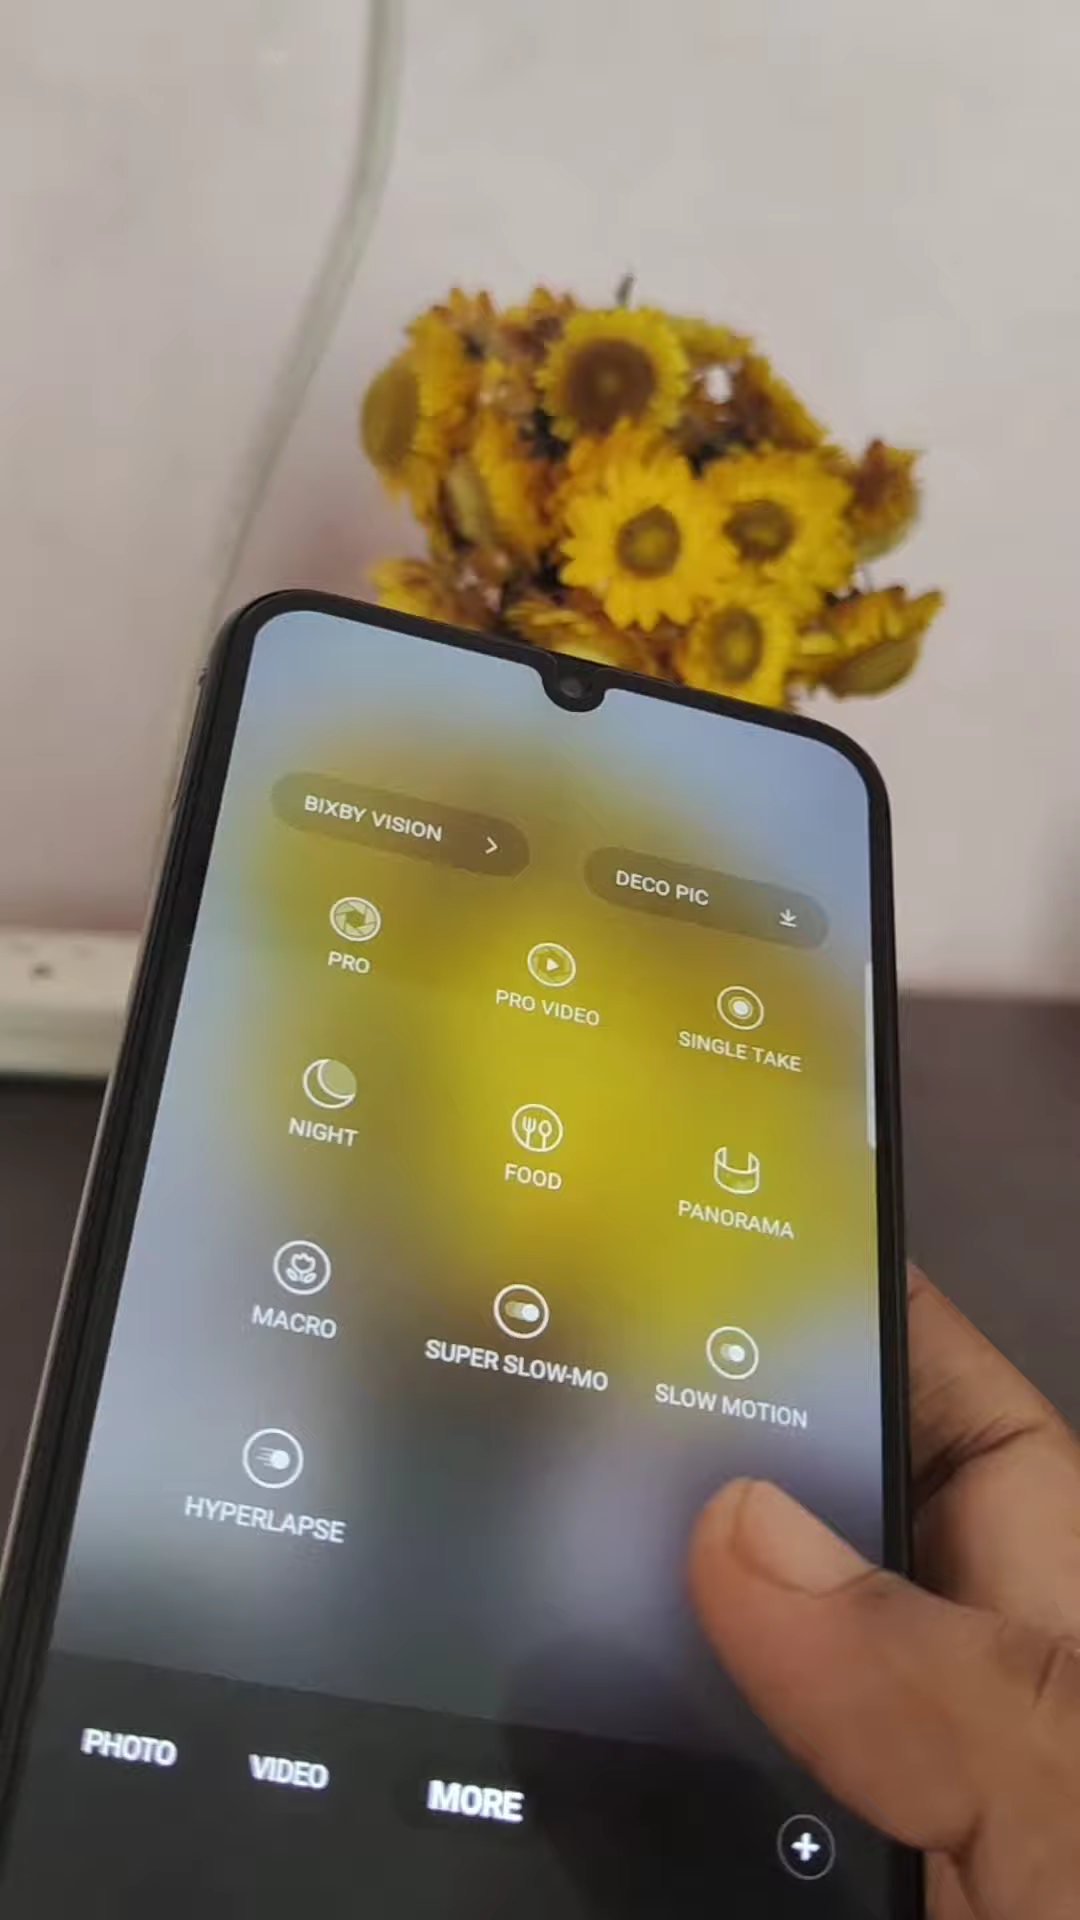 BIXBY VISION
DECO PIC
PRO
PRO VIDEO
SINGLE TAKE
NIGHT
FOOD
PANORAMA
MACRO
SUPER SLOW-MO
SLOW MOTION
HYPERLAPSE
PHOTO
VIDEO
MORE